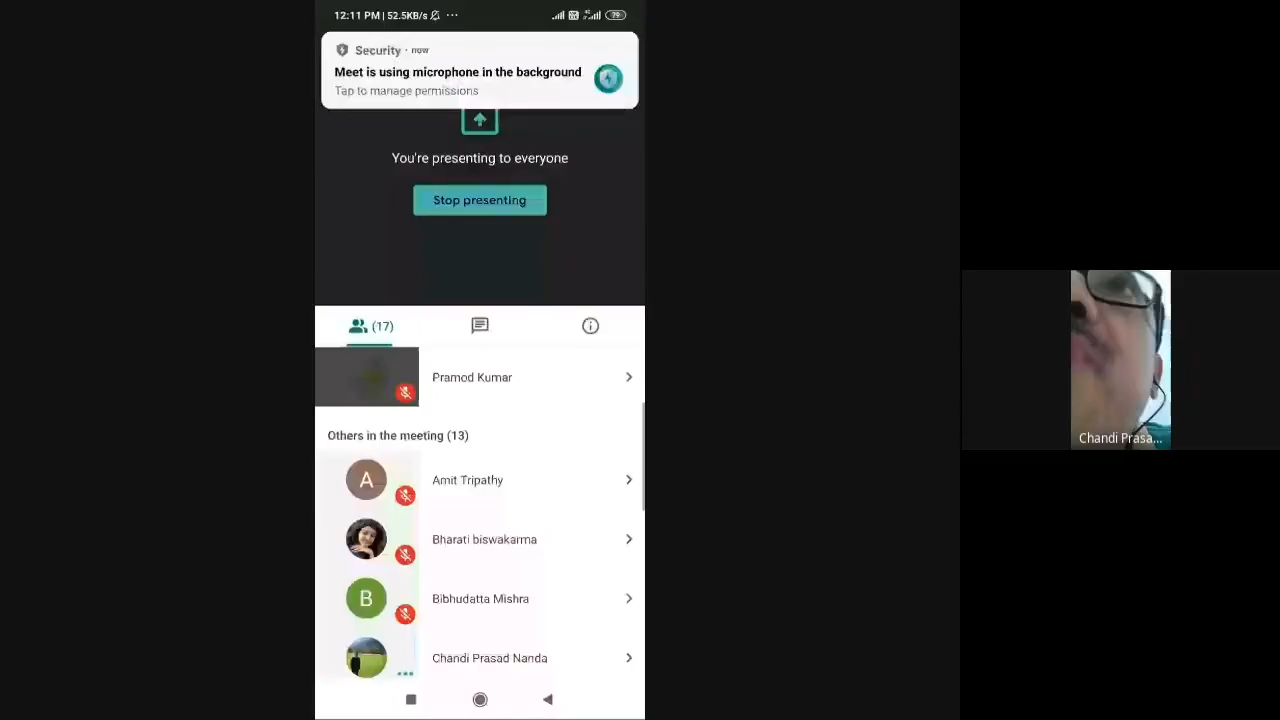 12:11 PM | 52.5KB/s ...
79
Security · now
Meet is using microphone in the background
Tap to manage permissions
You're presenting to everyone
Stop presenting
(17)
Pramod Kumar
Others in the meeting (13)
A
Amit Tripathy
Bharati biswakarma
B
Bibhudatta Mishra
Chandi Prasad Nanda
Chandi Prasa...